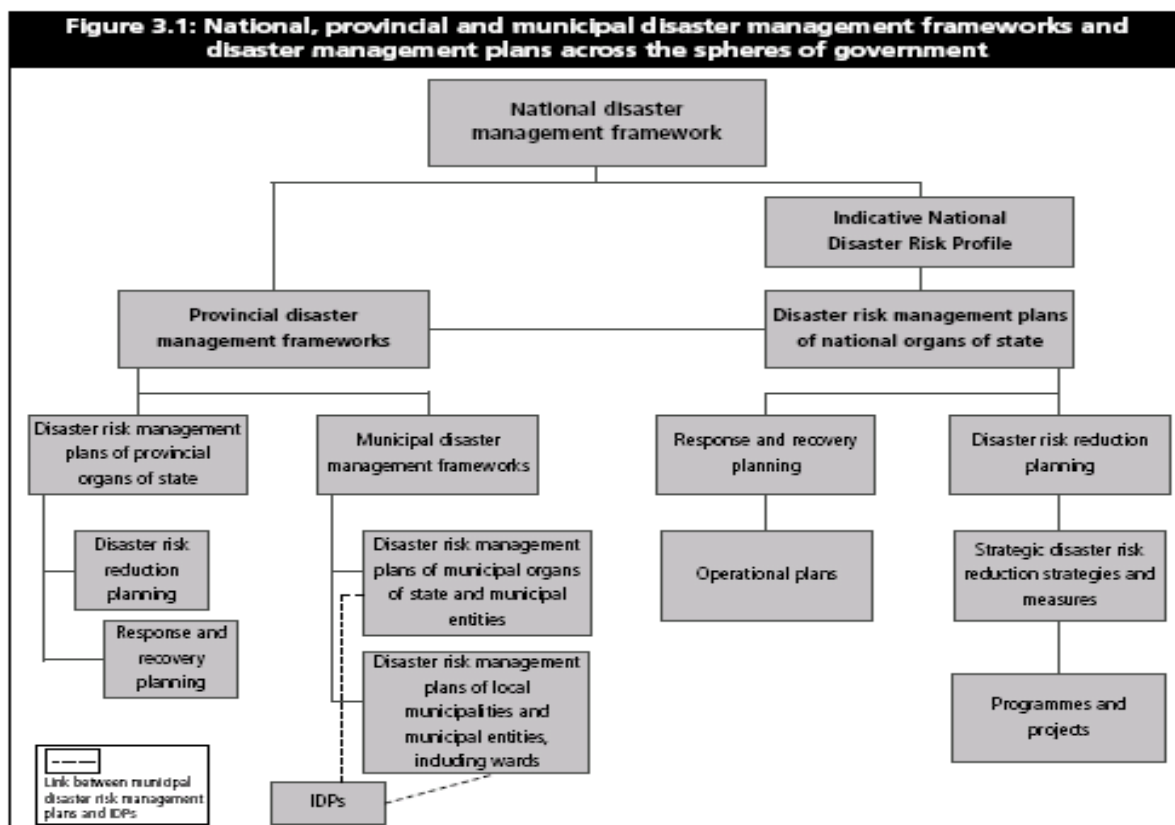 Figure 3.1: National, provincial and municipal disaster management frameworks and
disaster management plans across the spheres of government
National disaster
management framework
Indicative National
Disaster Risk Profile
Provincial disaster
management frameworks
Disaster risk management plans
of national organs of state
Disaster risk management
plans of provincial
organs of state
Municipal disaster
management frameworks
Response and recovery
planning
Disaster risk reduction
planning
Disaster risk
reduction
planning
Disaster risk management
plans of municipal organs
of state and municipal
entities
Operational plans
Strategic disaster risk
reduction strategies and
measures
Response and
recovery
planning
Disaster risk management
plans of local
municipalities and
municipal entities,
including wards
Programmes and
projects
Link between municipal
disaster risk management
plans and IDPs
IDPs